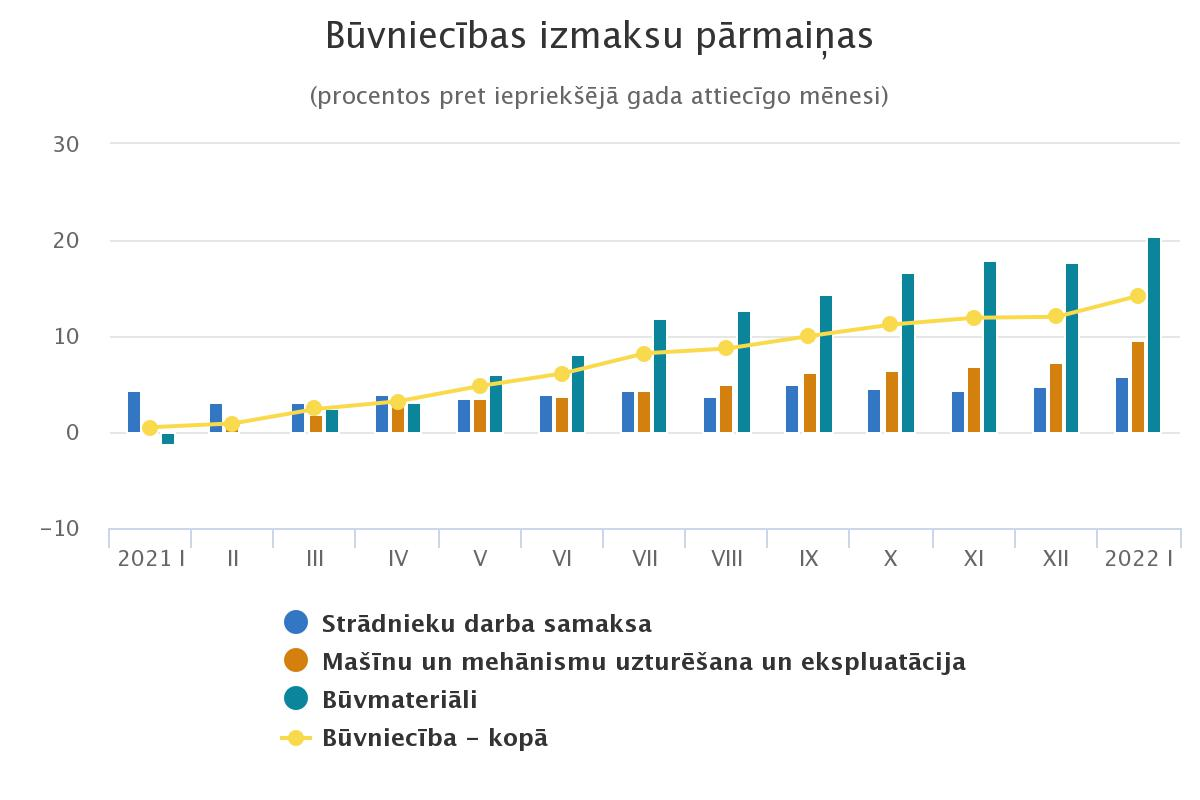 Būvniecības izmaksu pārmaiņas
(procentos pret iepriekšējā gada attiecīgo mēnesi)
30
20
10
0
−10
2021 I II III IV V VI VII VIII IX X XI XII 2022 I
Strādnieku darba samaksa
Mašīnu un mehānismu uzturēšana un ekspluatācija
Būvmateriāli
Būvniecība – kopā